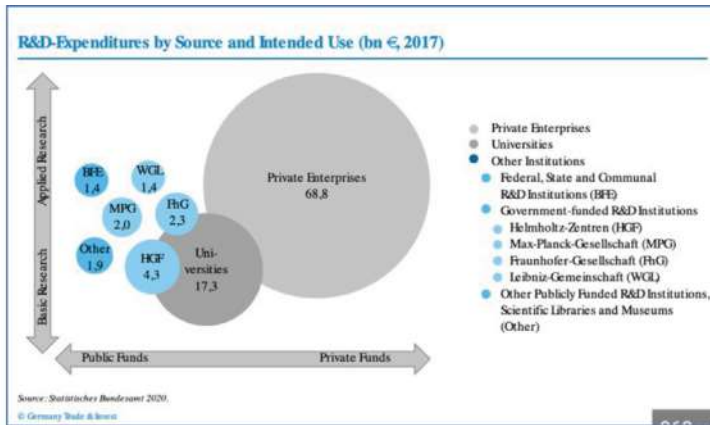 R&D-Expenditures by Source and Intended Use (bn €, 2017)
Applied Research
Basic Research
BFE
1,4
WGL
1,4
MPG
2,0
FhG
2,3
Other
1,9
HGF
4,3
Uni-
versities
17,3
Private Enterprises
68,8
Public Funds
Private Funds
Private Enterprises
Universities
Other Institutions
Federal, State and Communal
R&D Institutions (BFE)
Government-funded R&D Institutions
Helmholtz-Zentren (HGF)
Max-Planck-Gesellschaft (MPG)
Fraunhofer-Gesellschaft (FhG)
Leibniz-Gemeinschaft (WGL)
Other Publicly Funded R&D Institutions,
Scientific Libraries and Museums
(Other)
Source: Statistisches Bundesamt 2020.
© Germany Trade & Invest